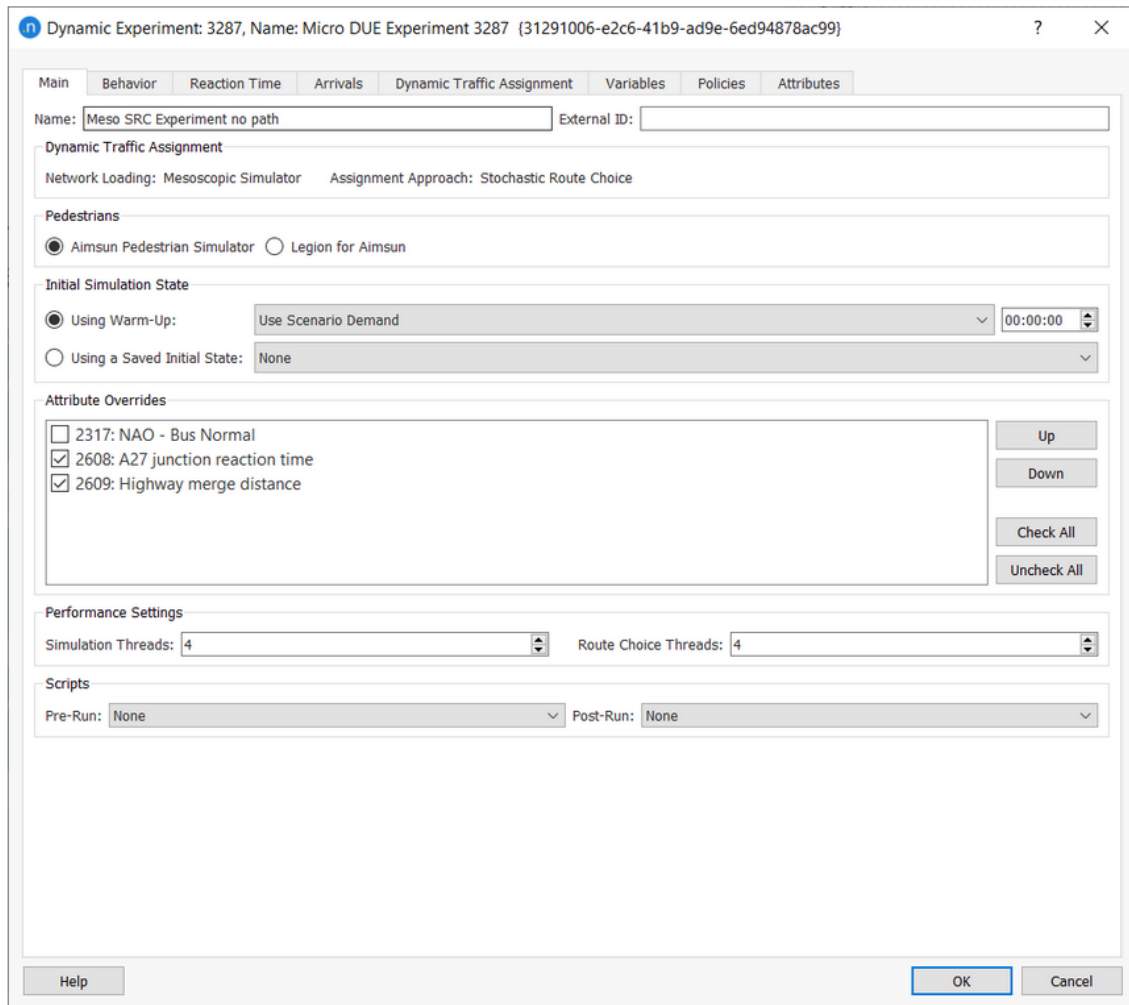 .n Dynamic Experiment: 3287, Name: Micro DUE Experiment 3287 {31291006-e2c6-41b9-ad9e-6ed94878ac99} ?
Main Behavior Reaction Time Arrivals Dynamic Traffic Assignment Variables Policies Attributes
Name: Meso SRC Experiment no path External ID:
Dynamic Traffic Assignment
Network Loading: Mesoscopic Simulator Assignment Approach: Stochastic Route Choice
Pedestrians
Aimsun Pedestrian Simulator Legion for Aimsun
Initial Simulation State
Using Warm-Up: Use Scenario Demand 00:00:00
Using a Saved Initial State: None
Attribute Overrides
2317: NAO - Bus Normal
2608: A27 junction reaction time
2609: Highway merge distance
Up
Down
Check All
Uncheck All
Performance Settings
Simulation Threads: 4 Route Choice Threads: 4
Scripts
Pre-Run: None Post-Run: None
Help OK Cancel